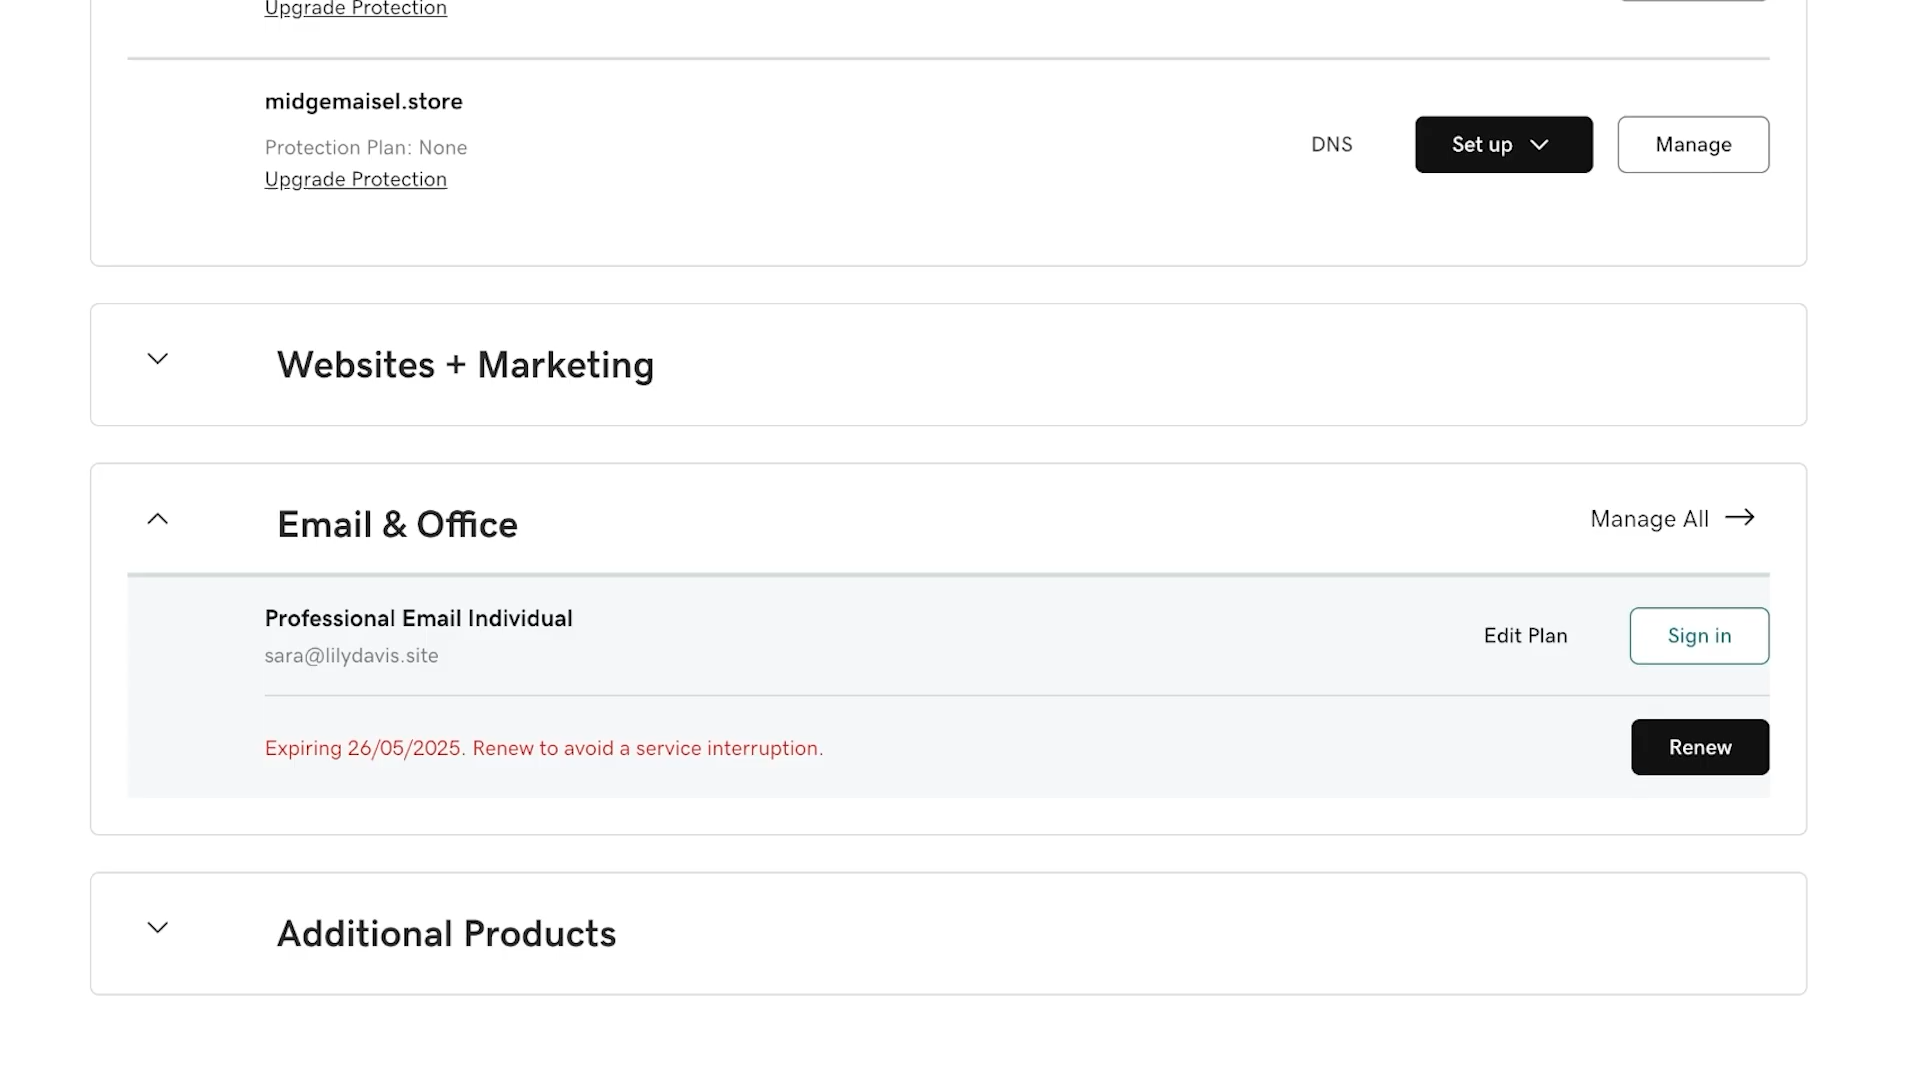 Upgrade Protection
midgemaisel.store
Protection Plan: None
Upgrade Protection
DNS
Set up
Manage
Websites + Marketing
Email & Office
Manage All
Professional Email Individual
sara@lilydavis.site
Edit Plan
Sign in
Expiring 26/05/2025. Renew to avoid a service interruption.
Renew
Additional Products